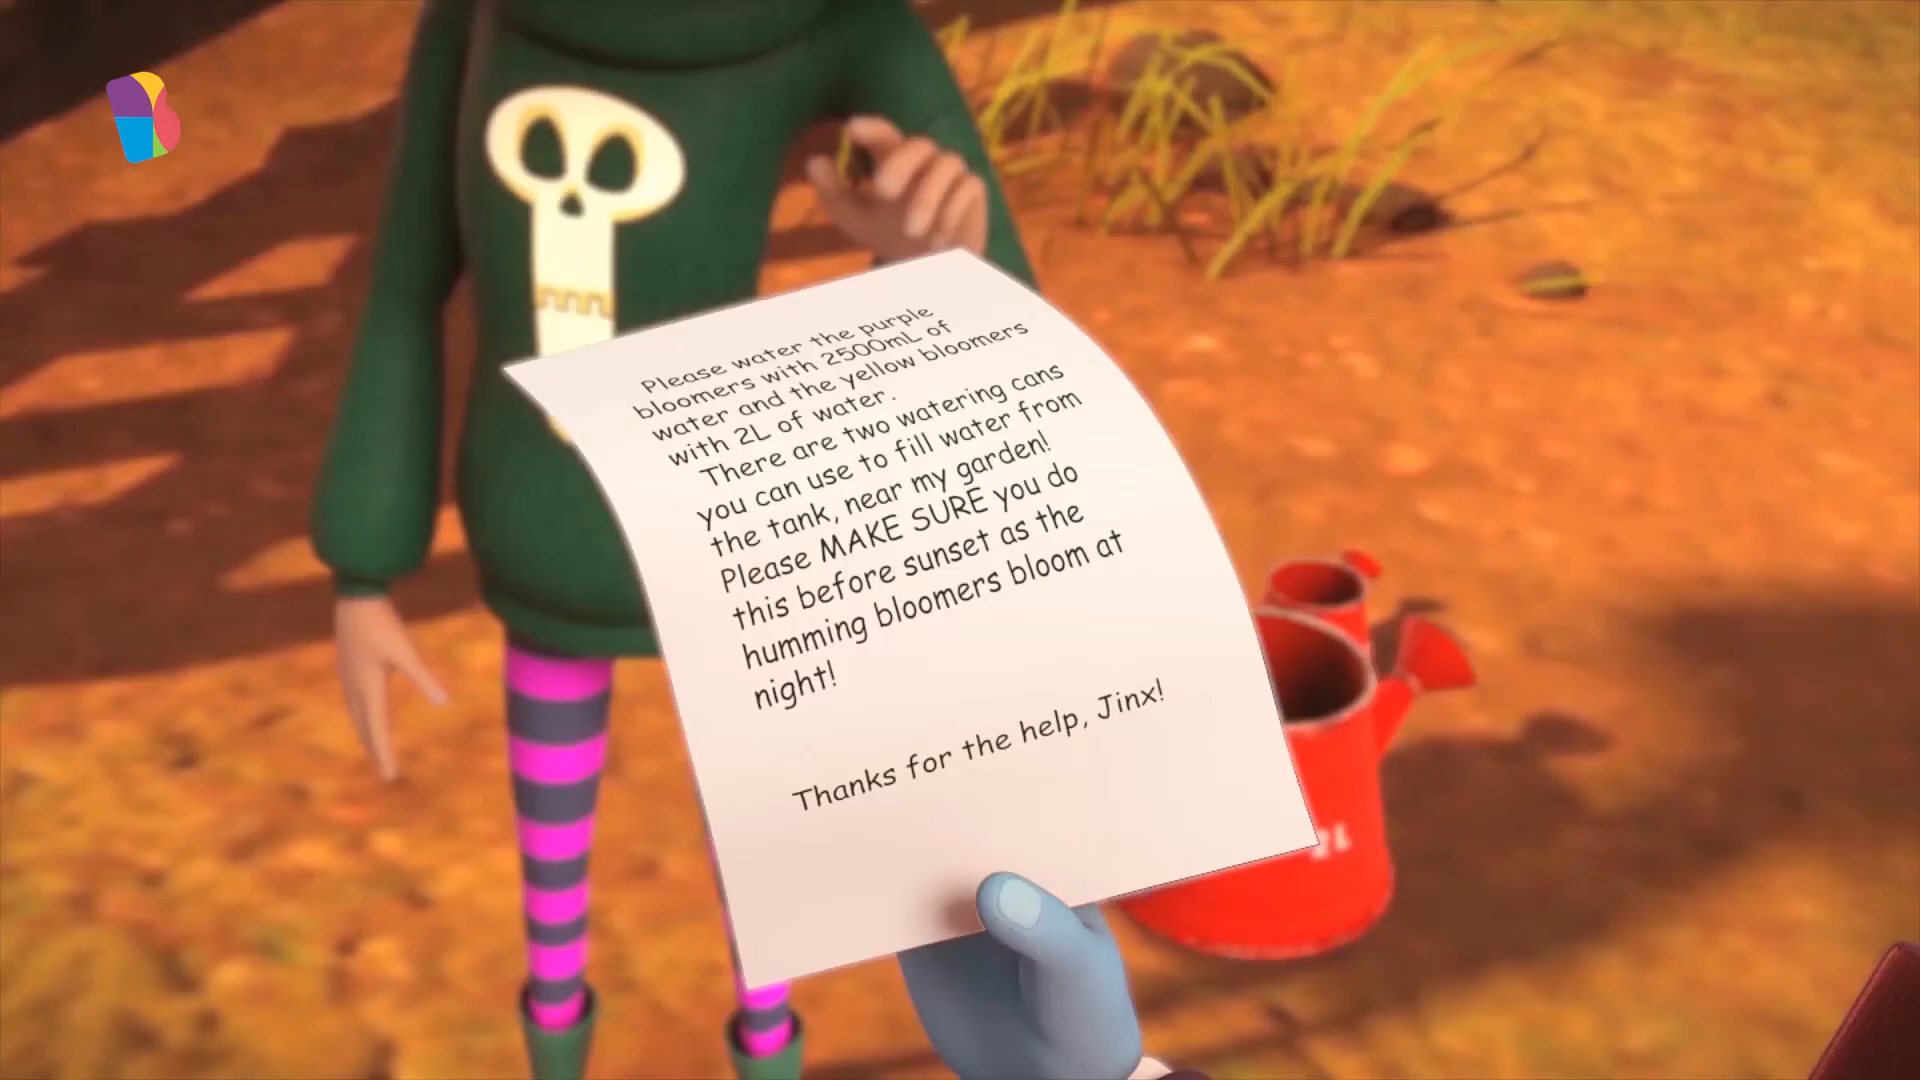 Please water the purple
bloomers with 2500mL of
water and the yellow bloomers
with 2L of water.
There are two watering cans
you can use to fill water from
the tank, near my garden!
Please MAKE SURE you do
this before sunset as the
humming bloomers bloom at
night!
Thanks for the help, Jinx!
2L